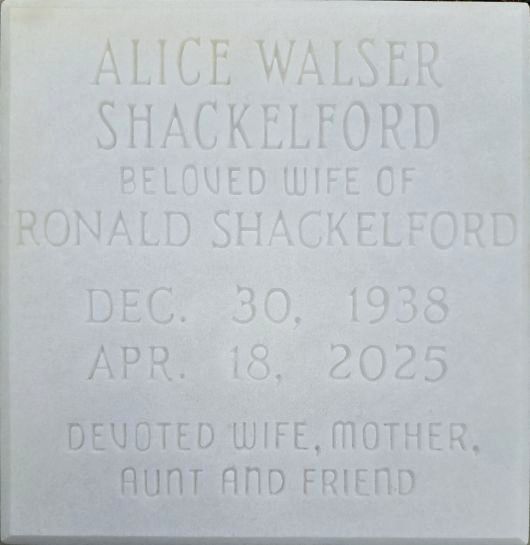 ALICE WALSER
SHACKELFORD
BELOVED WIFE OF
RONALD SHACKELFORD
DEC. 30, 1938
APR. 18, 2025
DEVOTED WIFE, MOTHER,
AUNT AND FRIEND